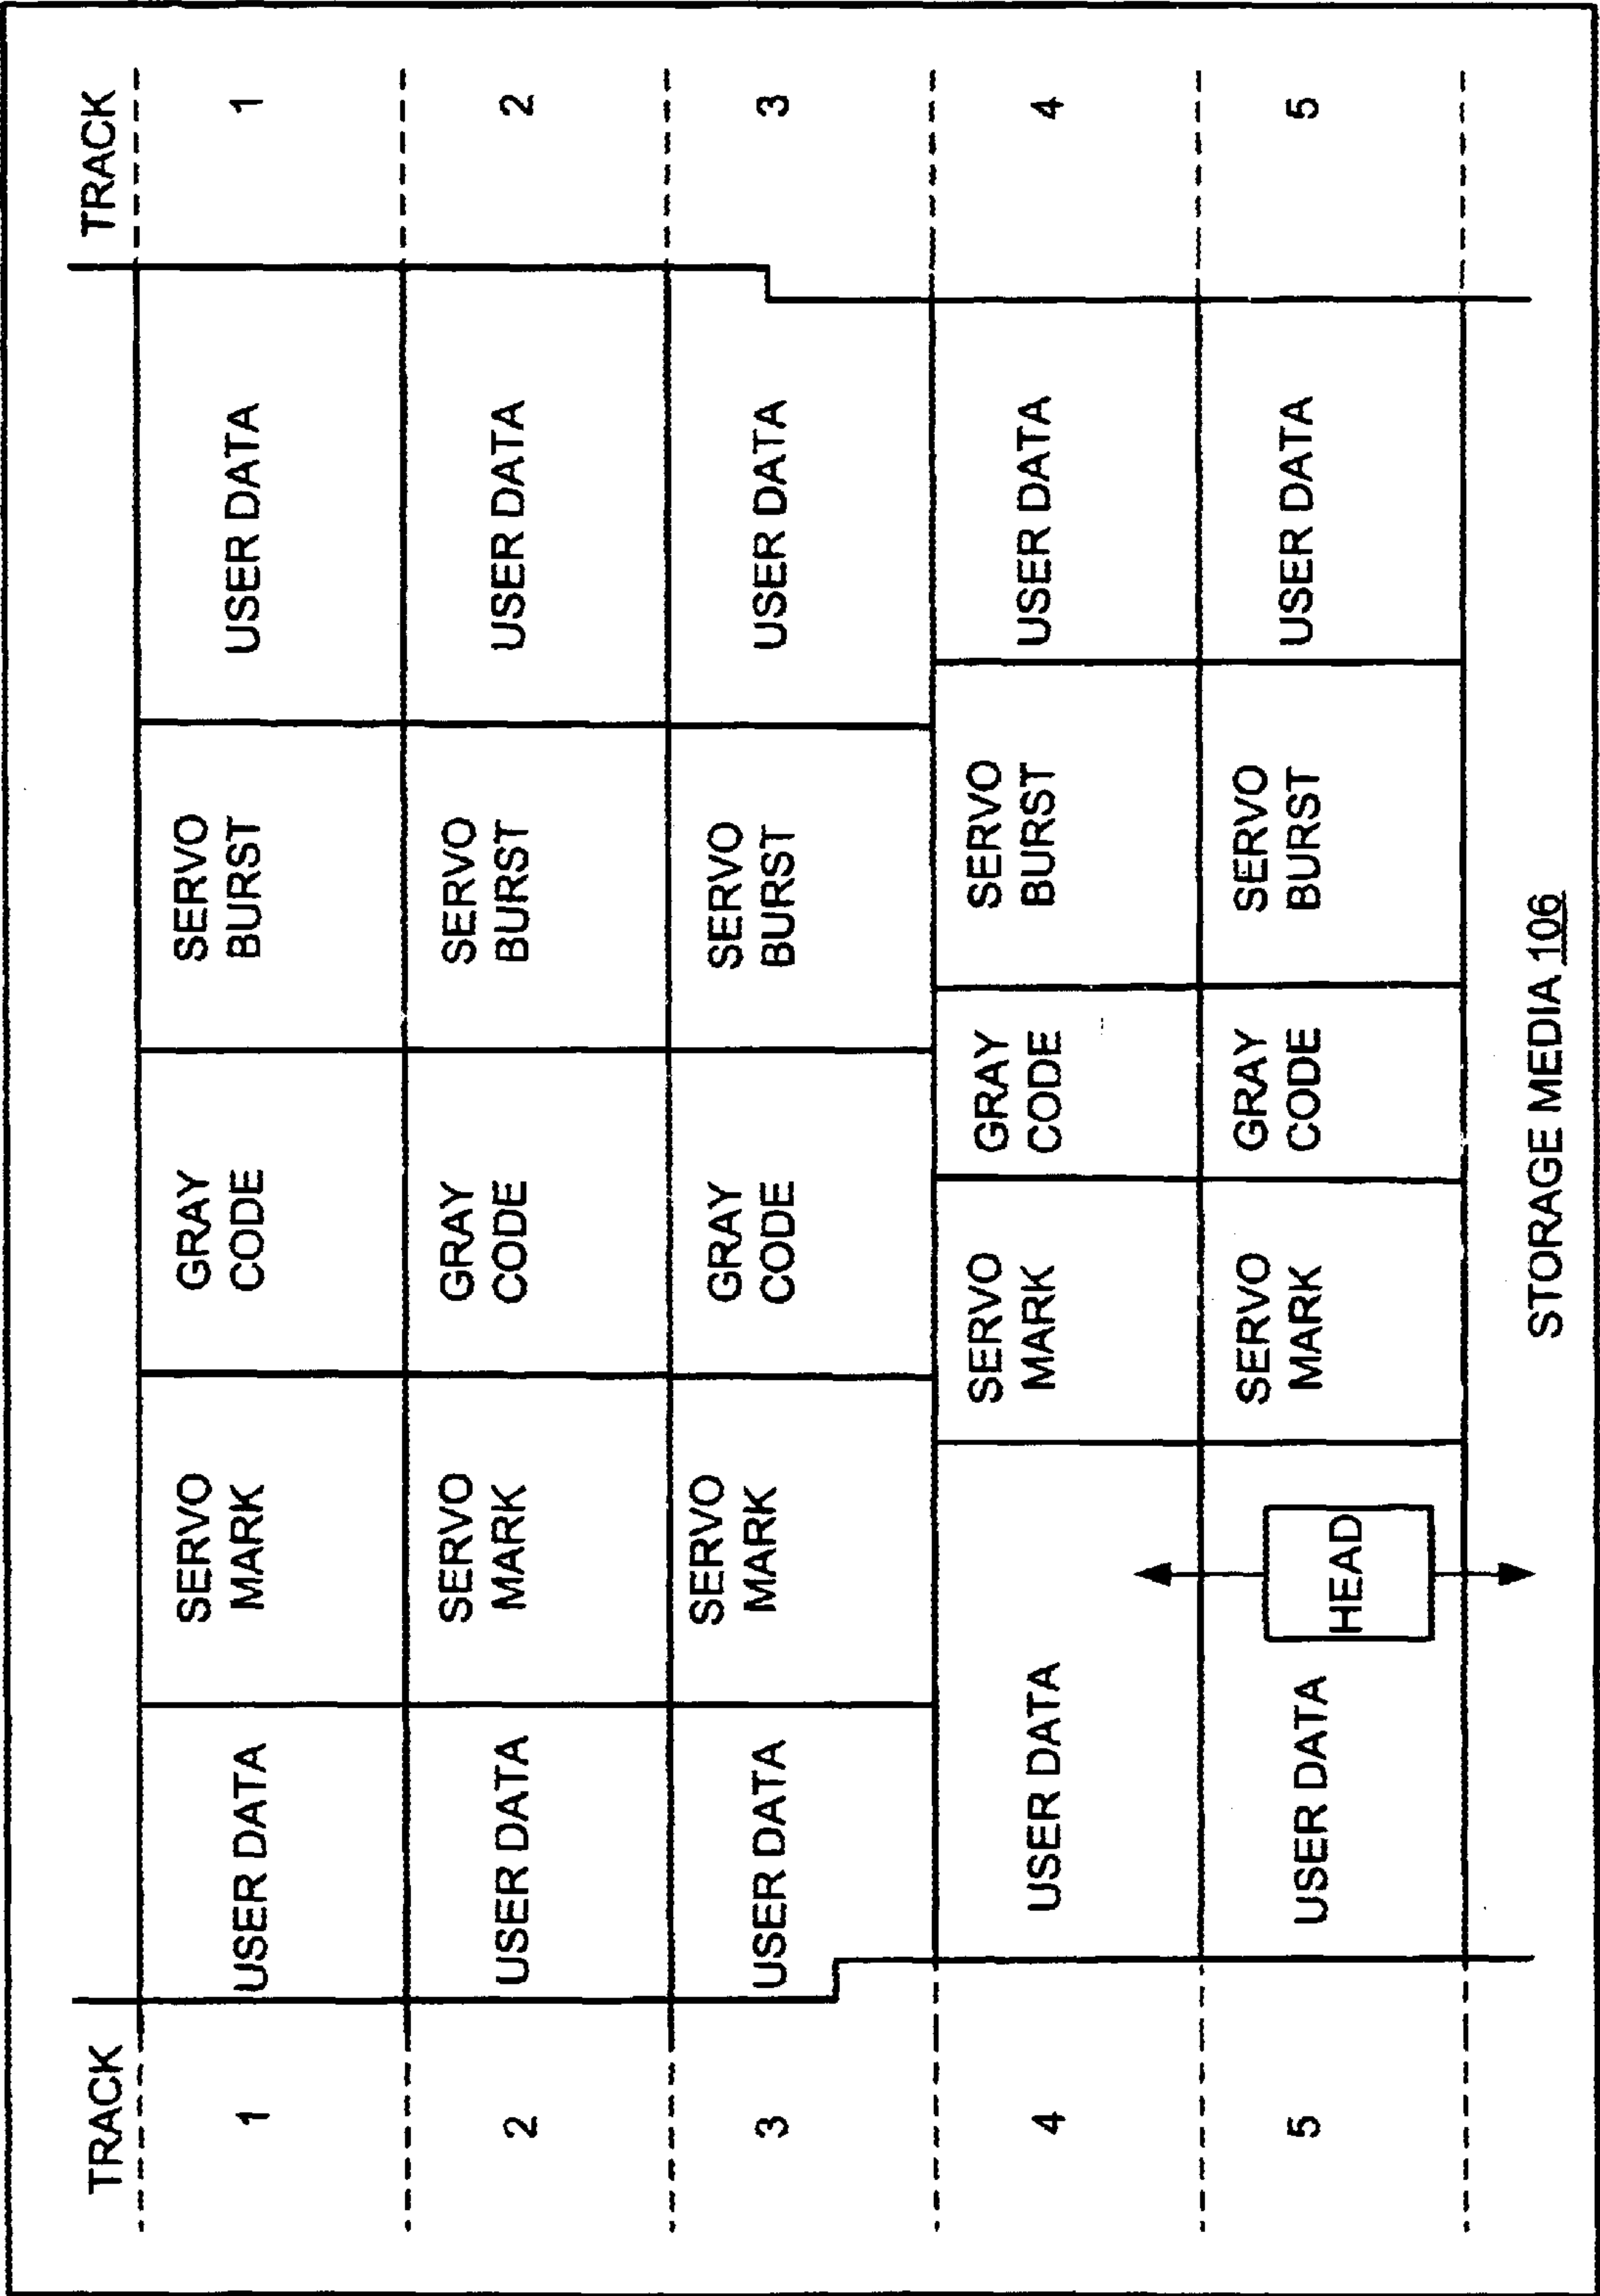 TRACK
TRACK
1
USER DATA
SERVO
MARK
GRAY
CODE
SERVO
BURST
USER DATA
1
2
USER DATA
SERVO
MARK
GRAY
CODE
SERVO
BURST
USER DATA
2
3
USER DATA
SERVO
MARK
GRAY
CODE
SERVO
BURST
USER DATA
3
4
USER DATA
SERVO
MARK
GRAY
CODE
SERVO
BURST
USER DATA
4
5
USER DATA
HEAD
SERVO
MARK
GRAY
CODE
SERVO
BURST
USER DATA
5
STORAGE MEDIA 106